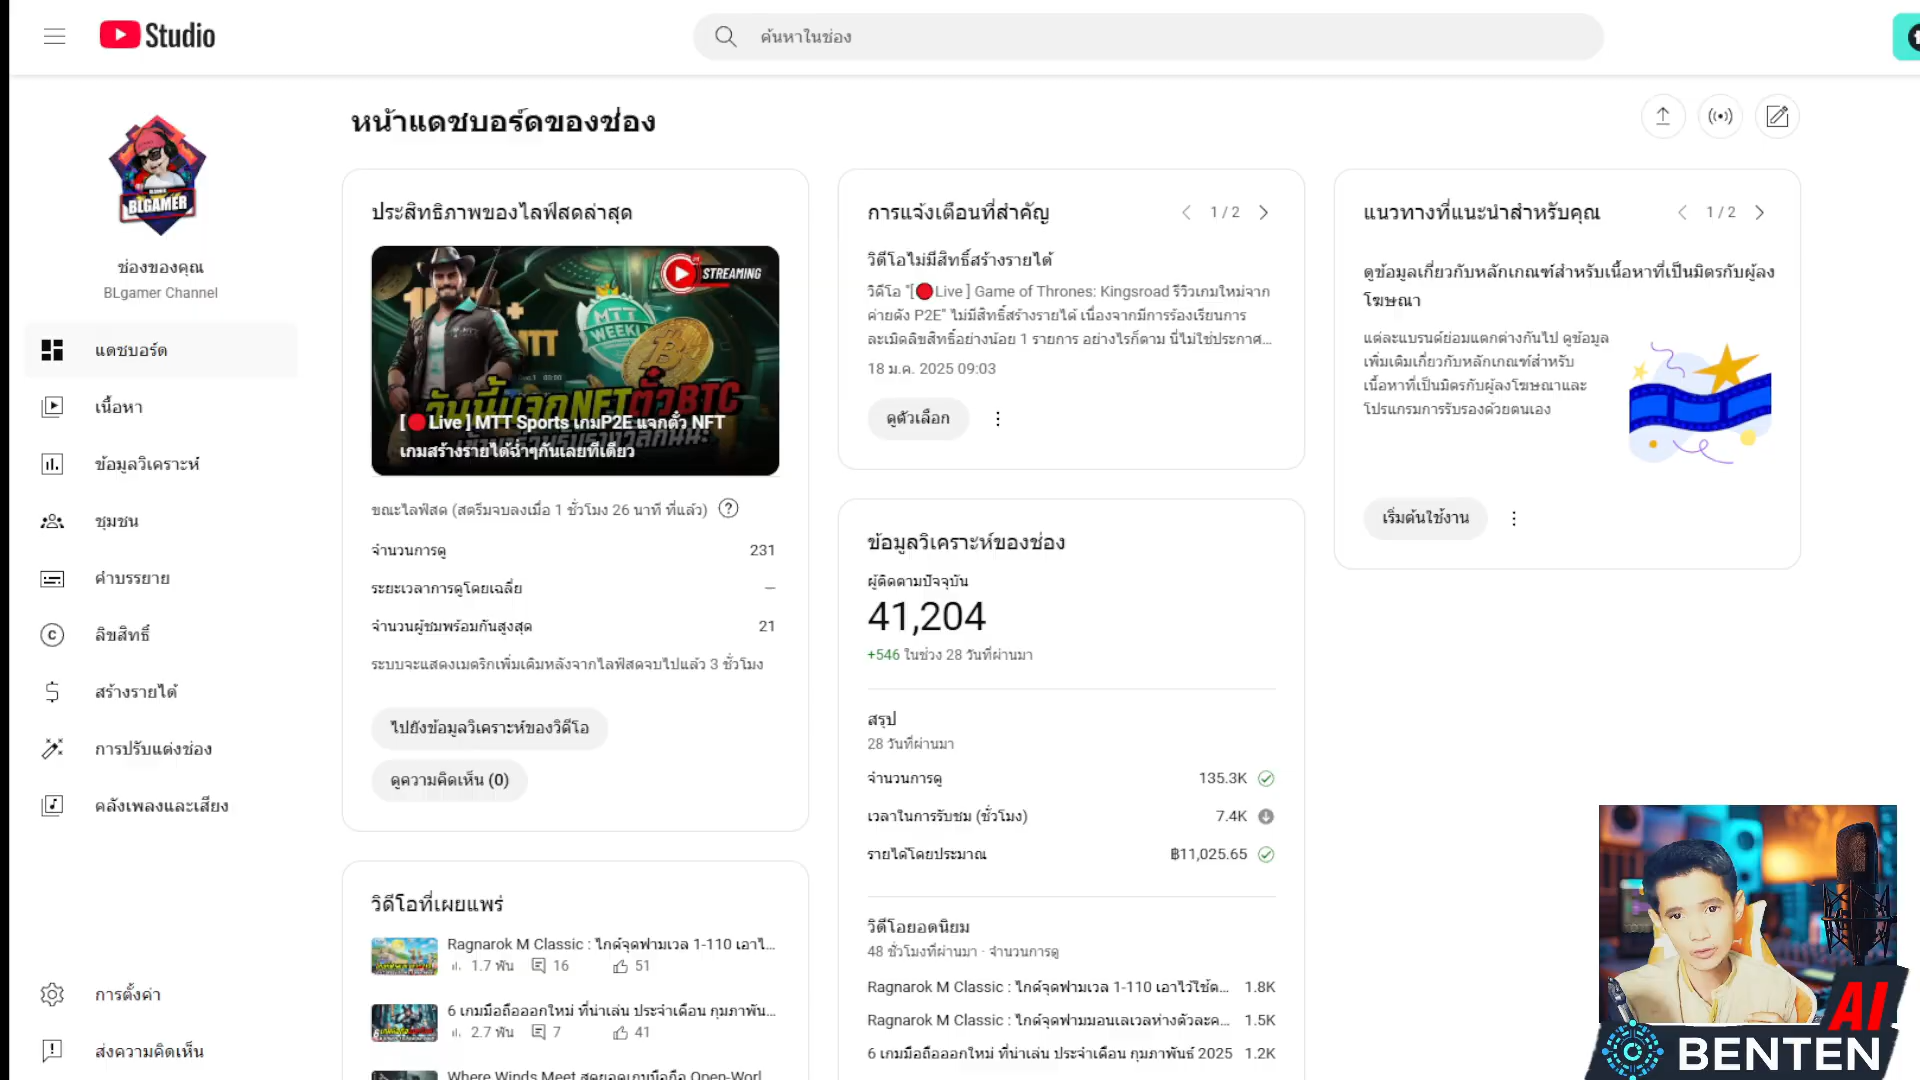 Studio
ค้นหาในช่อง
BLGAMER
ช่องของคุณ
BLgamer Channel
แดชบอร์ด
เนื้อหา
ข้อมูลวิเคราะห์
ชุมชน
คำบรรยาย
ลิขสิทธิ์
สร้างรายได้
การปรับแต่งช่อง
คลังเพลงและเสียง
การตั้งค่า
ส่งความคิดเห็น
หน้าแดชบอร์ดของช่อง
ประสิทธิภาพของไลฟ์สดล่าสุด
STREAMING
MTT
WEEKLY
วันนี้แจกNFTตั๋วBTC
[🔴Live ] MTT Sports เกมP2E แจกตั๋ว NFT
เกมสร้างรายได้ฉ่ำๆกันเลยทีเดียว
ขณะไลฟ์สด (สตรีมจบลงเมื่อ 1 ชั่วโมง 26 นาที ที่แล้ว)
จำนวนการดู 231
ระยะเวลาการดูโดยเฉลี่ย –
จำนวนผู้ชมพร้อมกันสูงสุด 21
ระบบจะแสดงเมตริกเพิ่มเติมหลังจากไลฟ์สดจบไปแล้ว 3 ชั่วโมง
ไปยังข้อมูลวิเคราะห์ของวิดีโอ
ดูความคิดเห็น (0)
วิดีโอที่เผยแพร่
Ragnarok M Classic : ไกด์จุดฟามเวล 1-110 เอาไ...
1.7 พัน 16 51
6 เกมมือถือออกใหม่ ที่น่าเล่น ประจำเดือน กุมภาพัน...
2.7 พัน 7 41
Where Winds Meet สุดยอดเกมมือถือ Open-Worl
การแจ้งเตือนที่สำคัญ 1 / 2
วิดีโอไม่มีสิทธิ์สร้างรายได้
วิดีโอ "[🔴Live ] Game of Thrones: Kingsroad รีวิวเกมใหม่จาก
ค่ายดัง P2E" ไม่มีสิทธิ์สร้างรายได้ เนื่องจากมีการร้องเรียนการ
ละเมิดลิขสิทธิ์อย่างน้อย 1 รายการ อย่างไรก็ตาม นี่ไม่ใช่ประกาศ...
18 ม.ค. 2025 09:03
ดูตัวเลือก
ข้อมูลวิเคราะห์ของช่อง
ผู้ติดตามปัจจุบัน
41,204
+546 ในช่วง 28 วันที่ผ่านมา
สรุป
28 วันที่ผ่านมา
จำนวนการดู 135.3K
เวลาในการรับชม (ชั่วโมง) 7.4K
รายได้โดยประมาณ ฿11,025.65
วิดีโอยอดนิยม
48 ชั่วโมงที่ผ่านมา · จำนวนการดู
Ragnarok M Classic : ไกด์จุดฟามเวล 1-110 เอาไว้ใช้ต... 1.8K
Ragnarok M Classic : ไกด์จุดฟามมอนเลเวลห่างตัวละค... 1.5K
6 เกมมือถือออกใหม่ ที่น่าเล่น ประจำเดือน กุมภาพันธ์ 2025 1.2K
แนวทางที่แนะนำสำหรับคุณ 1 / 2
ดูข้อมูลเกี่ยวกับหลักเกณฑ์สำหรับเนื้อหาที่เป็นมิตรกับผู้ลง
โฆษณา
แต่ละแบรนด์ย่อมแตกต่างกันไป ดูข้อมูล
เพิ่มเติมเกี่ยวกับหลักเกณฑ์สำหรับ
เนื้อหาที่เป็นมิตรกับผู้ลงโฆษณาและ
โปรแกรมการรับรองด้วยตนเอง
เริ่มต้นใช้งาน
AI
BENTEN